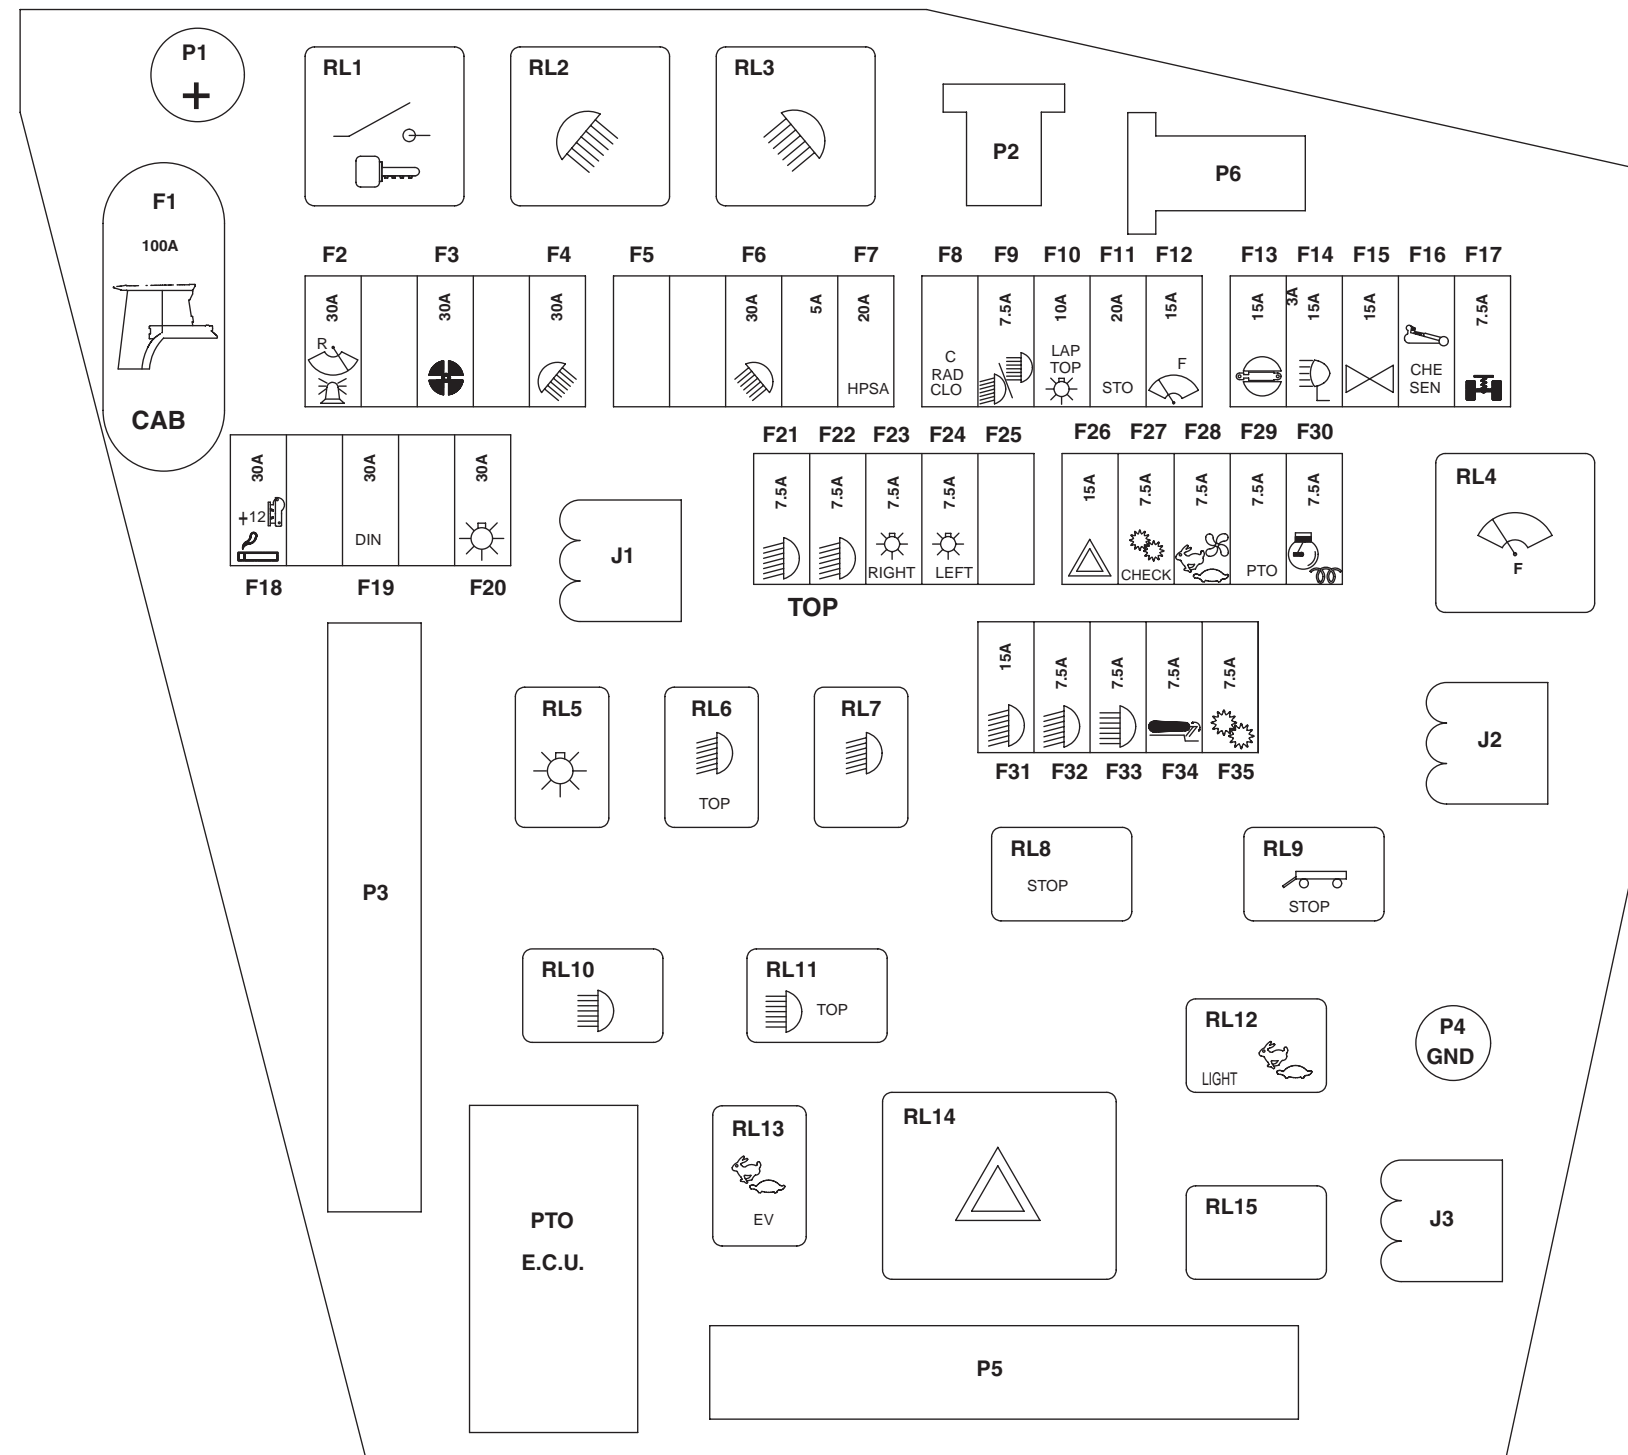 P1
+
RL1
RL2
RL3
P2
P6
F1
100A
CAB
F2 F3 F4 F5 F6 F7 F8 F9 F10 F11 F12 F13 F14 F15 F16 F17
30A 30A 30A 30A 5A 20A 7.5A 10A 20A 15A 15A 3A 15A 15A 7.5A
R
HPSA
C
RAD
CLO
LAP
TOP
STO
F
CHE
SEN
30A 30A 30A
+12
DIN
F18 F19 F20
J1
F21 F22 F23 F24 F25
7.5A 7.5A 7.5A 7.5A
RIGHT LEFT
TOP
F26 F27 F28 F29 F30
15A 7.5A 7.5A 7.5A 7.5A
CHECK
PTO
RL4
F
15A 7.5A 7.5A 7.5A 7.5A
F31 F32 F33 F34 F35
RL5
RL6
TOP
RL7
J2
RL8
STOP
RL9
STOP
P3
RL10
RL11
TOP
RL12
LIGHT
P4
GND
PTO
E.C.U.
RL13
EV
RL14
RL15
J3
P5